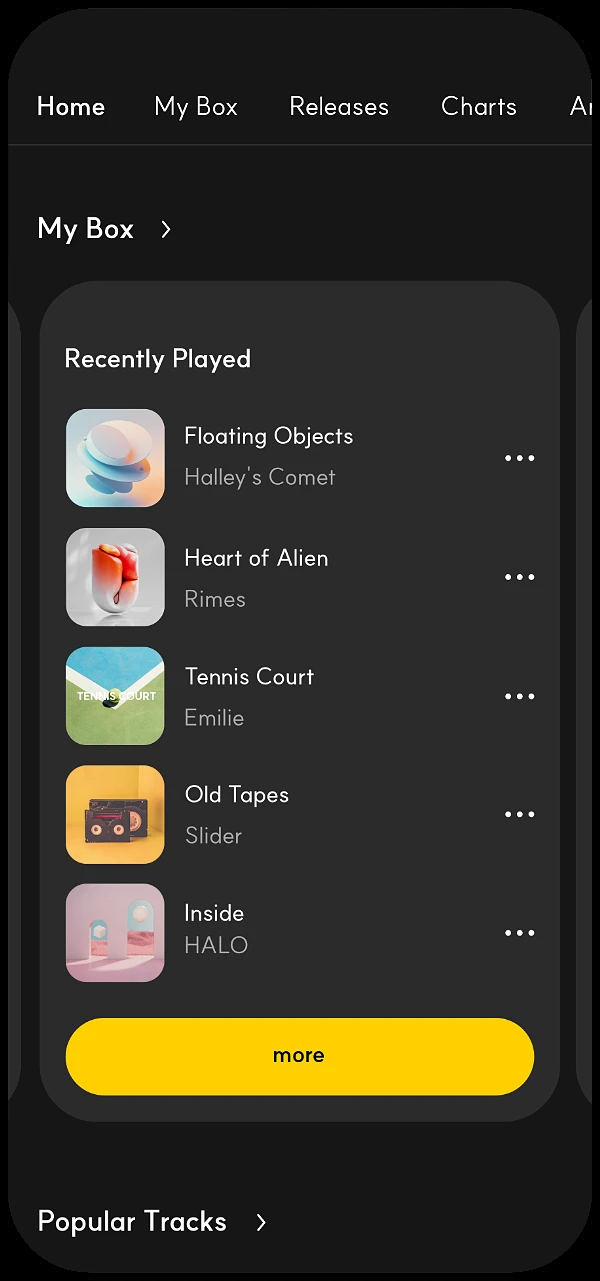 Home My Box Releases Charts
My Box
Recently Played
Floating Objects
Halley's Comet
Heart of Alien
Rimes
TENNIS COURT
Tennis Court
Emilie
Old Tapes
Slider
Inside
HALO
more
Popular Tracks